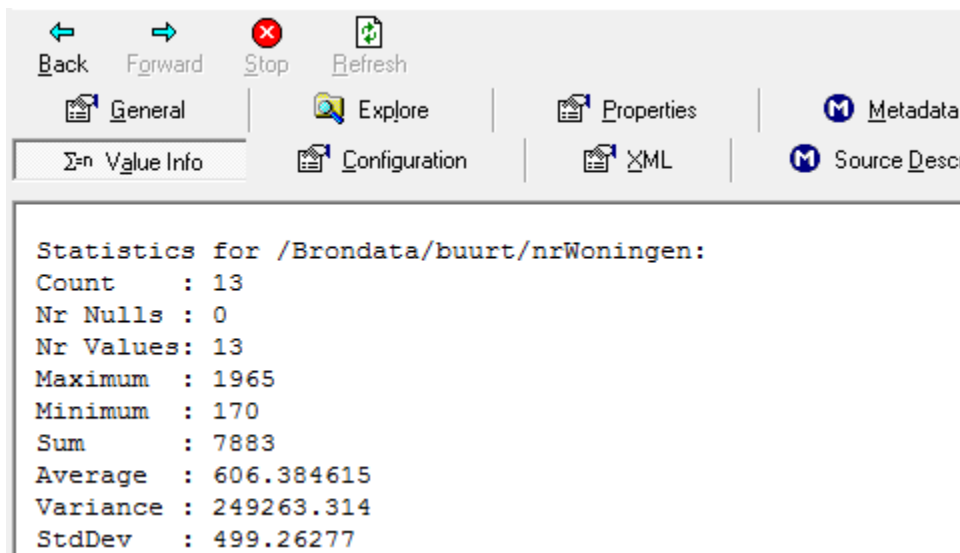 Back Forward Stop Refresh
General Explore Properties Metadata
Σ=n Value Info Configuration XML Source Descr
Statistics for /Brondata/buurt/nrWoningen:
Count : 13
Nr Nulls : 0
Nr Values: 13
Maximum : 1965
Minimum : 170
Sum : 7883
Average : 606.384615
Variance : 249263.314
StdDev : 499.26277